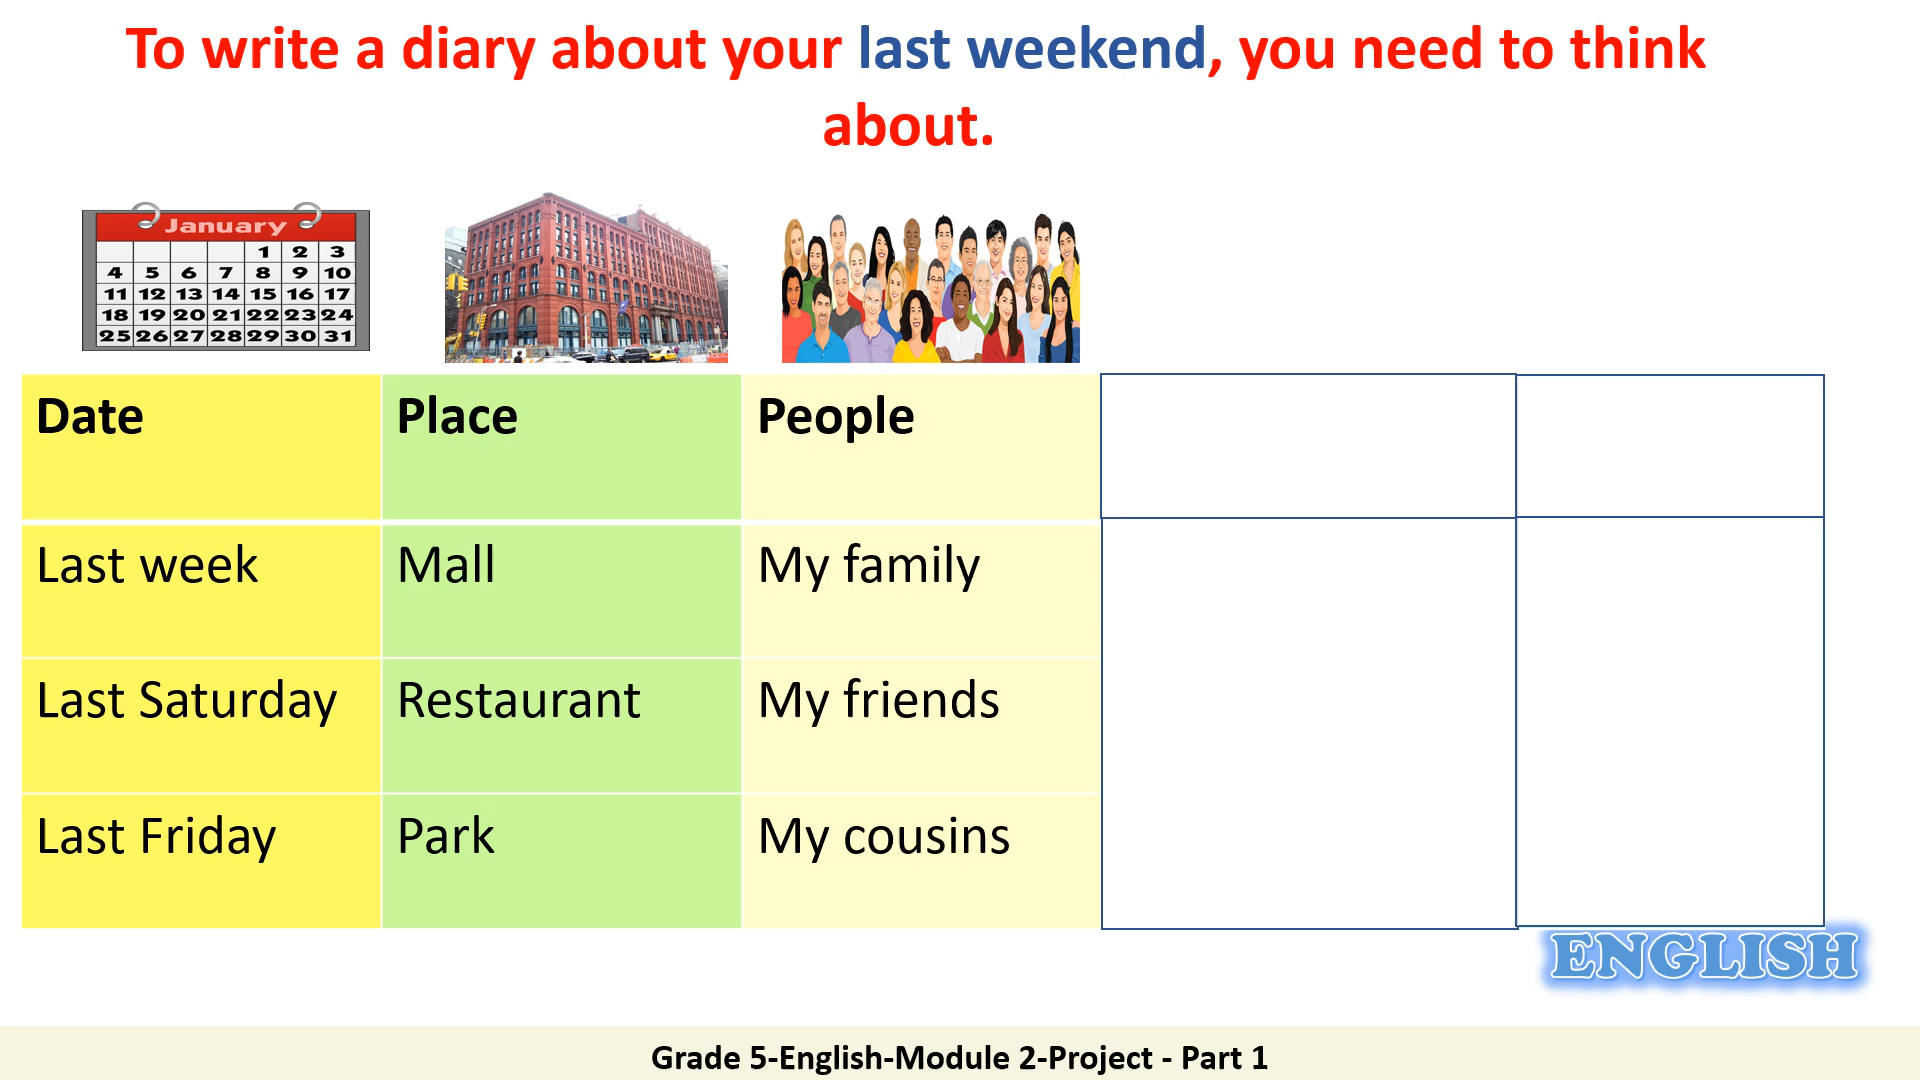 To write a diary about your last weekend, you need to think
about.
January
1 2 3
4 5 6 7 8 9 10
11 12 13 14 15 16 17
18 19 20 21 22 23 24
25 26 27 28 29 30 31
Date Place People
Last week Mall My family
Last Saturday Restaurant My friends
Last Friday Park My cousins
ENGLISH
Grade 5-English-Module 2-Project - Part 1